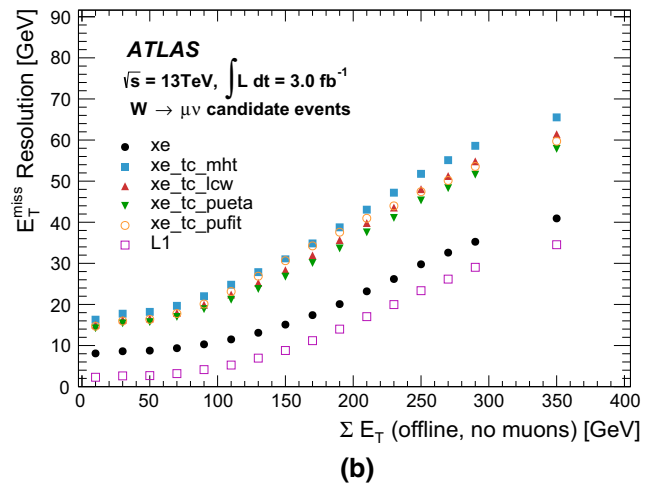 E_T^miss Resolution [GeV]
90
80
70
60
50
40
30
20
10
0
ATLAS
√s = 13TeV, ∫L dt = 3.0 fb⁻¹
W → μν candidate events
xe
xe_tc_mht
xe_tc_lcw
xe_tc_pueta
xe_tc_pufit
L1
0 50 100 150 200 250 300 350 400
Σ E_T (offline, no muons) [GeV]
(b)